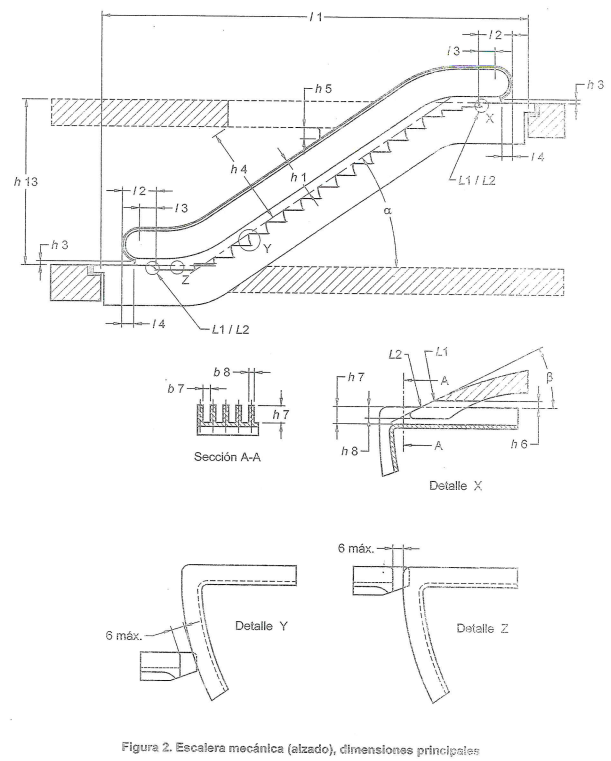 l 1
l 2
l 3
h 3
h 5
X
h 4
h 1
l 4
h 13
l 2
L1 / L2
l 3
α
h 3
Y
Z
l 4
L1 / L2
b 8
b 7
h 7
Sección A-A
L2
L1
A
β
h 7
h 8
A
h 6
Detalle X
6 máx.
Detalle Y
6 máx.
Detalle Z
Figura 2. Escalera mecánica (alzado), dimensiones principales